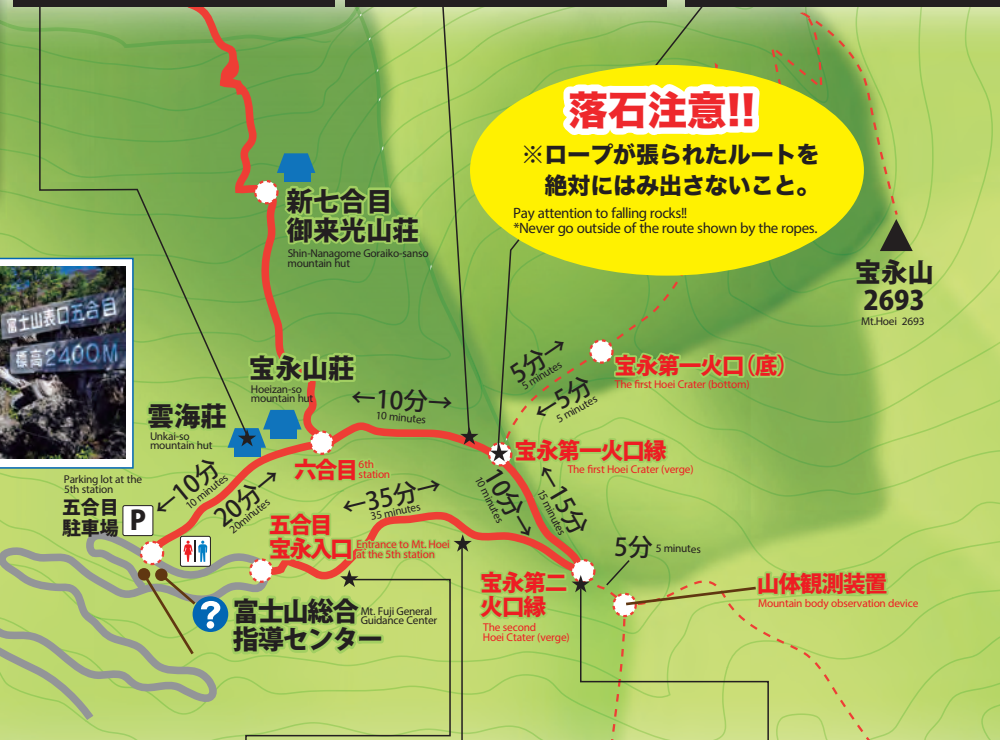 落石注意!!
※ロープが張られたルートを
絶対にはみ出さないこと。
Pay attention to falling rocks!!
*Never go outside of the route shown by the ropes.
新七合目
御来光山荘
Shin-Nanagome Goraiko-sanso
mountain hut
宝永山
2693
Mt.Hoei 2693
富士山表口五合目
標高2400M
宝永山荘
Hoeizan-so
mountain hut
雲海荘
Unkai-so
mountain hut
←10分→
10 minutes
5分→
5 minutes
←5分
5 minutes
宝永第一火口(底)
The first Hoei Crater (bottom)
宝永第一火口縁
The first Hoei Crater (verge)
六合目
6th
station
←10分
10 minutes
20分→
20minutes
←35分→
35 minutes
10分→
10 minutes
←15分
15 minutes
Parking lot at the
5th station
五合目
駐車場
P
五合目
宝永入口
Entrance to Mt. Hoei
at the 5th station
5分 5 minutes
宝永第二
火口縁
The second
Hoei Ctater (verge)
山体観測装置
Mountain body observation device
?
富士山総合
指導センター
Mt. Fuji General
Guidance Center